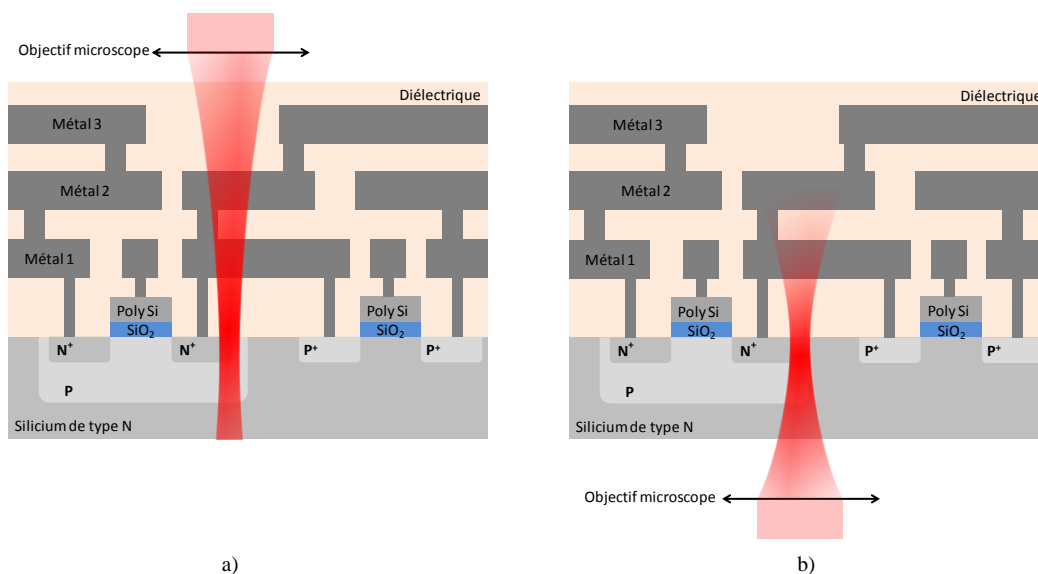 Objectif microscope
Diélectrique
Métal 3
Métal 2
Métal 1
Poly Si
SiO₂
Poly Si
SiO₂
N⁺
N⁺
P⁺
P⁺
P
Silicium de type N
a)
Diélectrique
Métal 3
Métal 2
Métal 1
Poly Si
SiO₂
Poly Si
SiO₂
N⁺
N⁺
P⁺
P⁺
P
Silicium de type N
Objectif microscope
b)